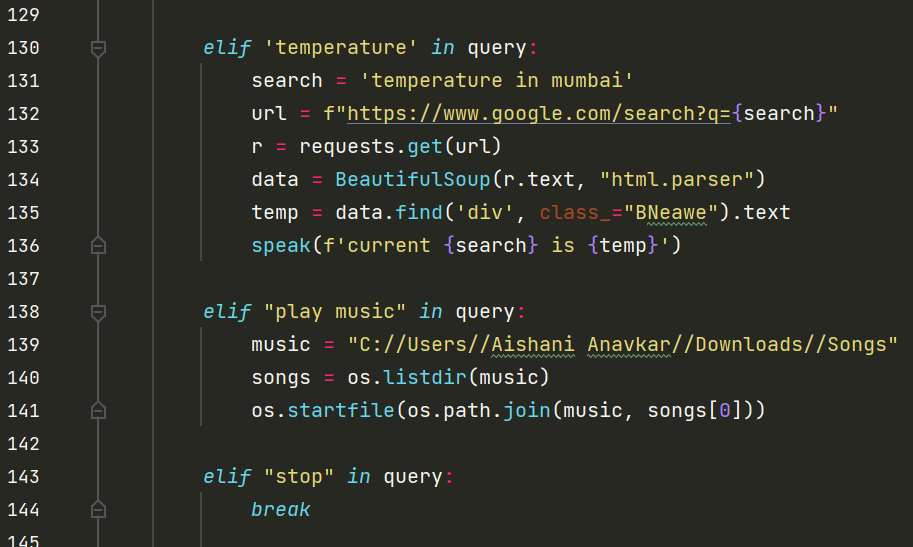 129
130 elif 'temperature' in query:
131 search = 'temperature in mumbai'
132 url = f"https://www.google.com/search?q={search}"
133 r = requests.get(url)
134 data = BeautifulSoup(r.text, "html.parser")
135 temp = data.find('div', class_="BNeawe").text
136 speak(f'current {search} is {temp}')
137
138 elif "play music" in query:
139 music = "C://Users//Aishani Anavkar//Downloads//Songs"
140 songs = os.listdir(music)
141 os.startfile(os.path.join(music, songs[0]))
142
143 elif "stop" in query:
144 break
145